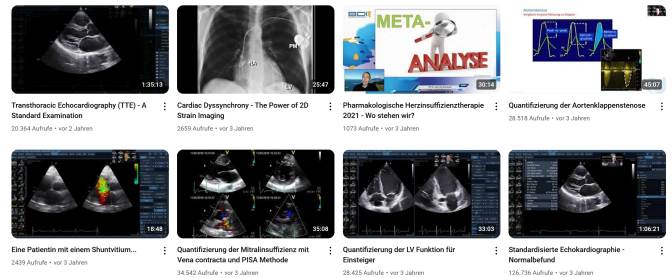 META-
ANALYSE
PM
RA
LV
1:35:13
25:47
30:14
45:07
Transthoracic Echocardiography (TTE) - A
Standard Examination
20.364 Aufrufe • vor 2 Jahren
Cardiac Dyssynchrony - The Power of 2D
Strain Imaging
2659 Aufrufe • vor 3 Jahren
Pharmakologische Herzinsuffizienztherapie
2021 - Wo stehen wir?
1073 Aufrufe • vor 3 Jahren
Quantifizierung der Aortenklappenstenose
28.518 Aufrufe • vor 3 Jahren
18:48
35:08
33:03
1:06:21
Eine Patientin mit einem Shuntvitium...
2439 Aufrufe • vor 3 Jahren
Quantifizierung der Mitralinsuffizienz mit
Vena contracta und PISA Methode
34.542 Aufrufe • vor 3 Jahren
Quantifizierung der LV Funktion für
Einsteiger
28.425 Aufrufe • vor 3 Jahren
Standardisierte Echokardiographie -
Normalbefund
126.736 Aufrufe • vor 3 Jahren